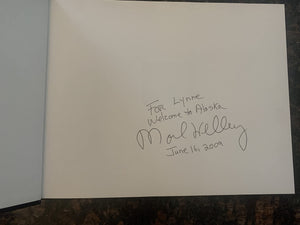 For Lynne
Welcome to Alaska
Mark Kelley
June 16, 2009